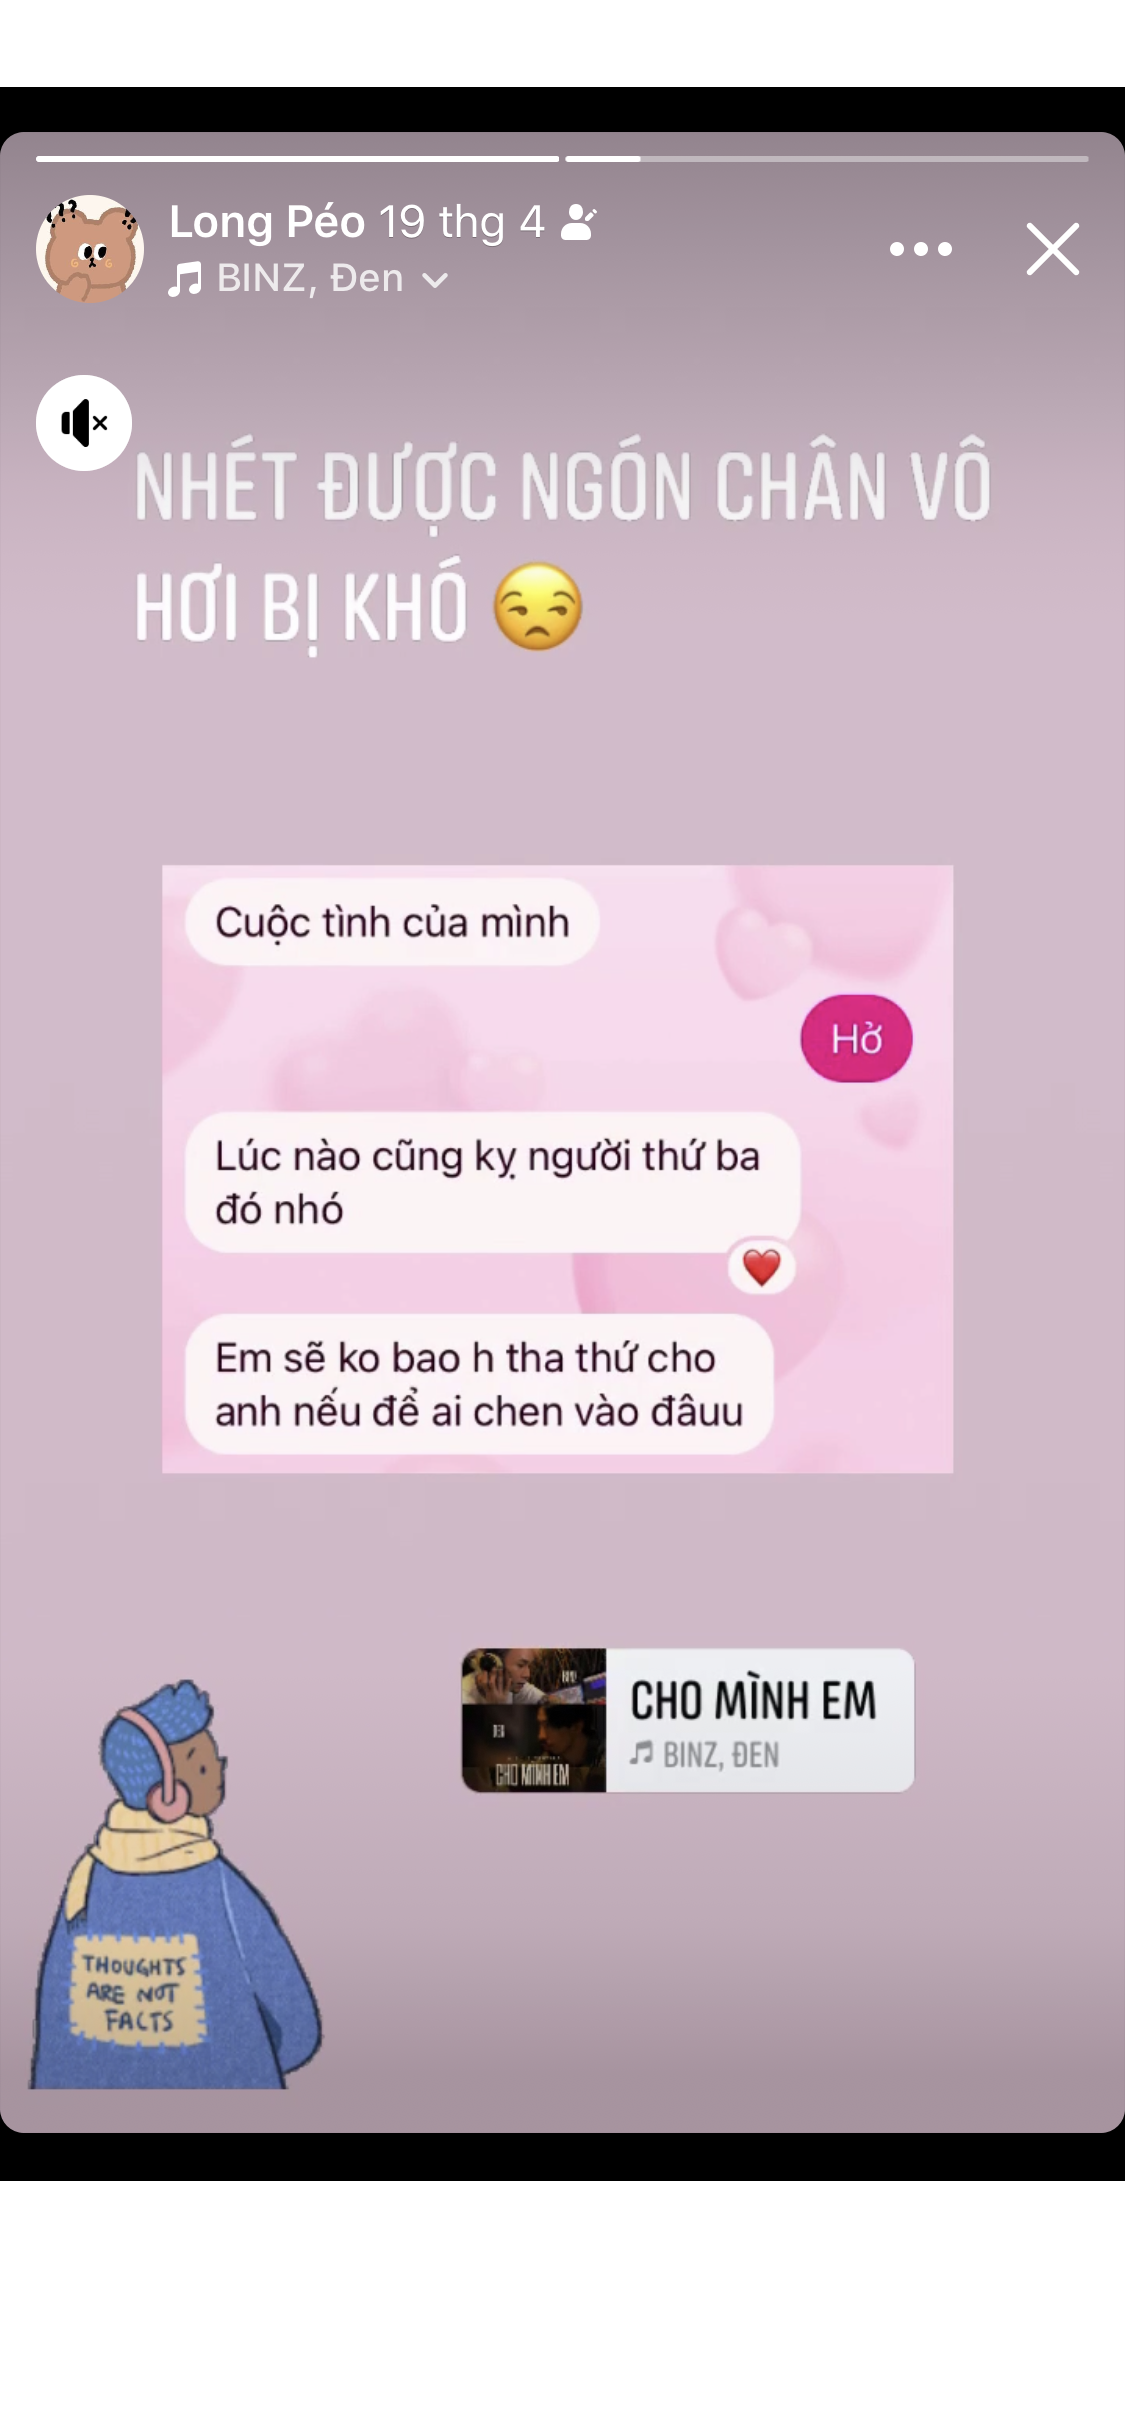 Long Péo 19 thg 4
BINZ, Đen
NHÉT ĐƯỢC NGÓN CHÂN VÔ
HƠI BỊ KHÓ 😒
Cuộc tình của mình
Hở
Lúc nào cũng kỵ người thứ ba
đó nhó
❤️
Em sẽ ko bao h tha thứ cho
anh nếu để ai chen vào đâuu
CHO MÌNH EM
BINZ, ĐEN
CHO MÌNH EM
THOUGHTS
ARE NOT
FACTS